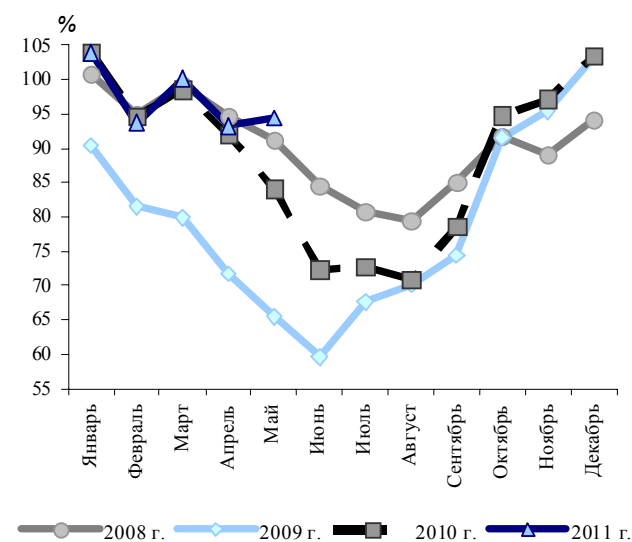 %
105
100
95
90
85
80
75
70
65
60
55
Январь
Февраль
Март
Апрель
Май
Июнь
Июль
Август
Сентябрь
Октябрь
Ноябрь
Декабрь
2008 г. 2009 г. 2010 г. 2011 г.